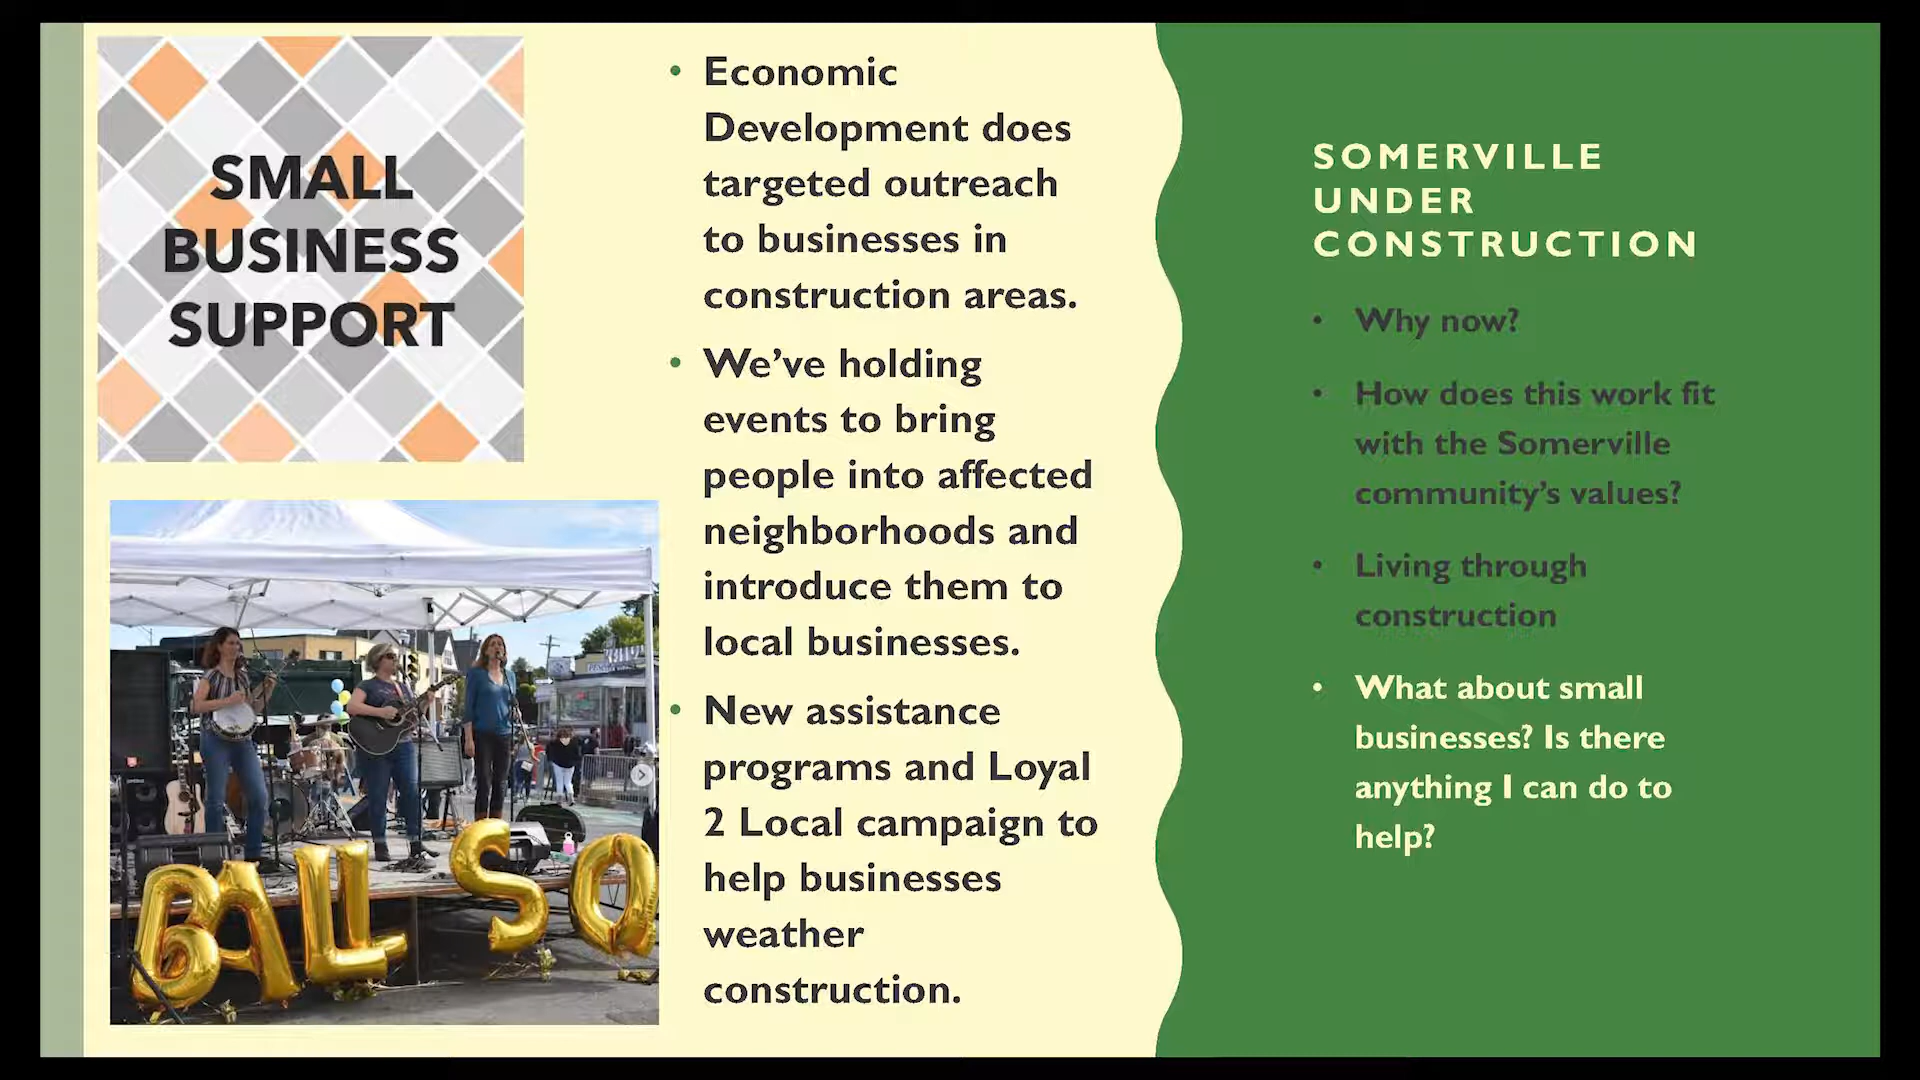 SMALL
BUSINESS
SUPPORT
BALL SQ
• Economic
Development does
targeted outreach
to businesses in
construction areas.
• We’ve holding
events to bring
people into affected
neighborhoods and
introduce them to
local businesses.
• New assistance
programs and Loyal
2 Local campaign to
help businesses
weather
construction.
SOMERVILLE
UNDER
CONSTRUCTION
• Why now?
• How does this work fit
with the Somerville
community’s values?
• Living through
construction
• What about small
businesses? Is there
anything I can do to
help?